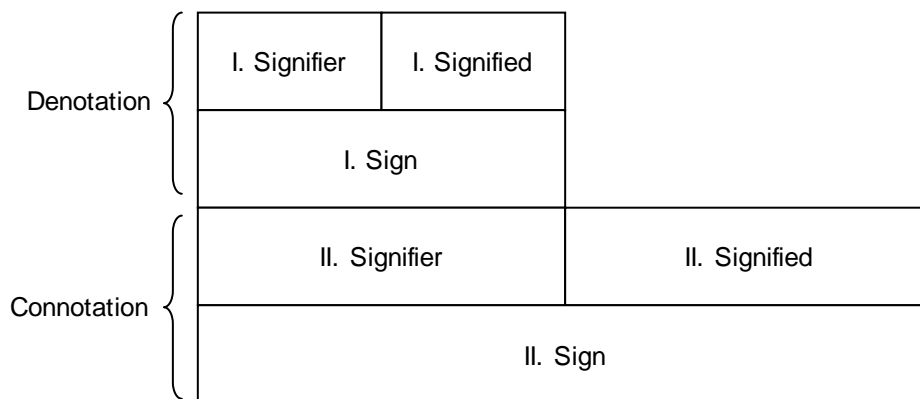 I. Signifier
I. Signified
Denotation
I. Sign
II. Signifier
II. Signified
Connotation
II. Sign